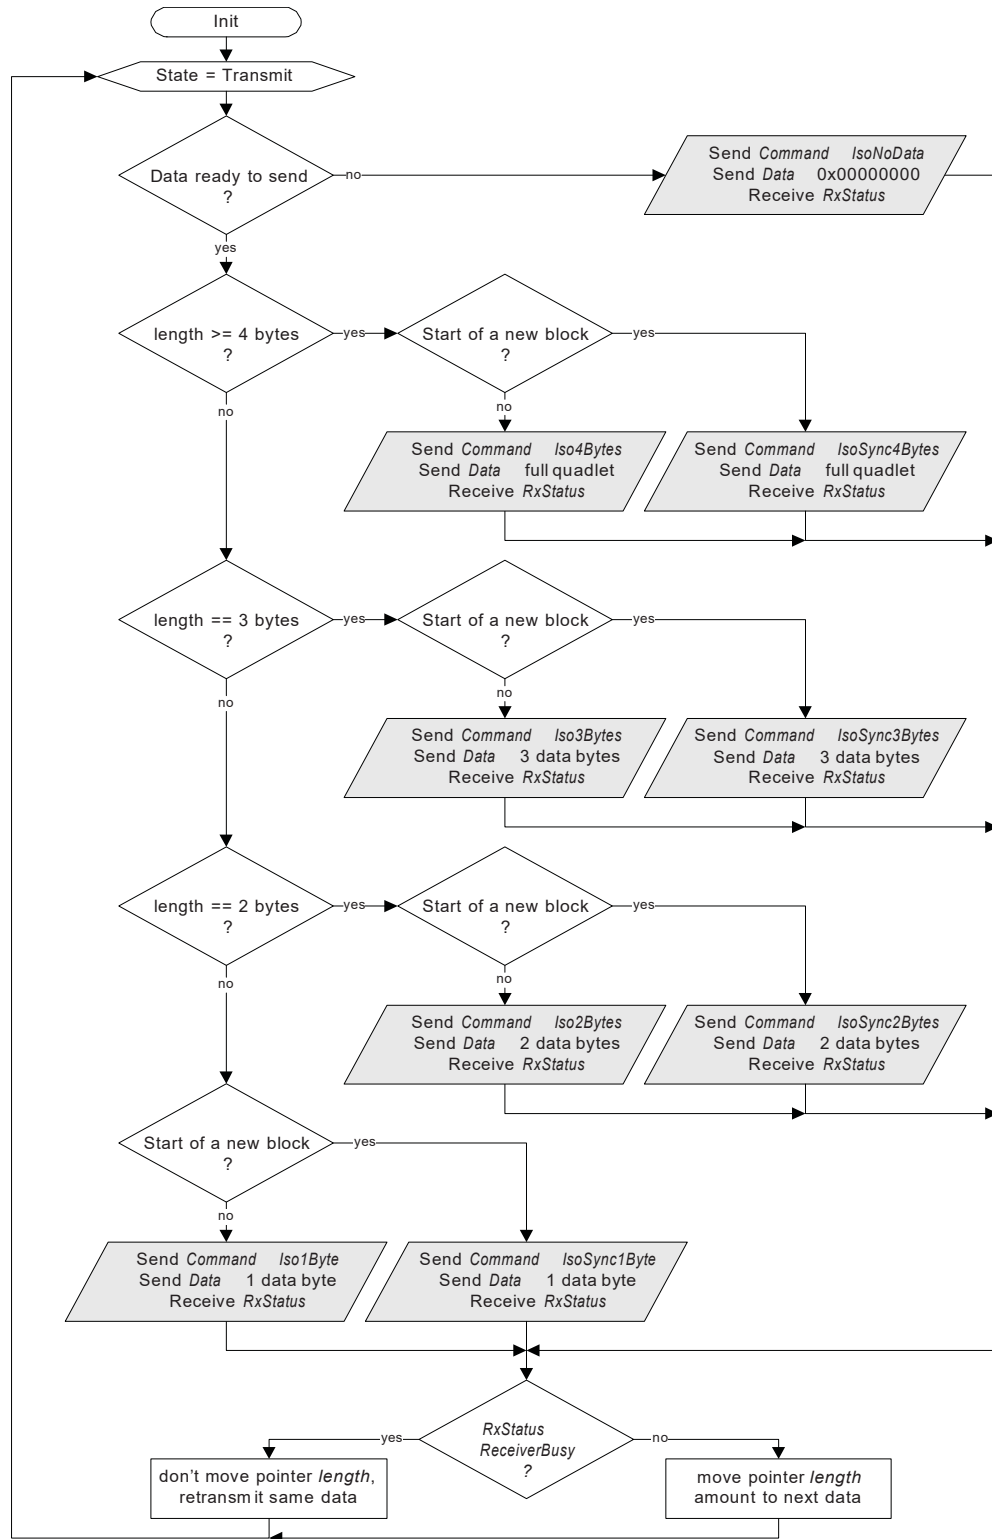 Init
State = Transmit
Data ready to send
?
no
Send Command IsoNoData
Send Data 0x00000000
Receive RxStatus
yes
length >= 4 bytes
?
yes
Start of a new block
?
yes
no
no
Send Command Iso4Bytes
Send Data full quadlet
Receive RxStatus
Send Command IsoSync4Bytes
Send Data full quadlet
Receive RxStatus
length == 3 bytes
?
yes
Start of a new block
?
yes
no
no
Send Command Iso3Bytes
Send Data 3 data bytes
Receive RxStatus
Send Command IsoSync3Bytes
Send Data 3 data bytes
Receive RxStatus
length == 2 bytes
?
yes
Start of a new block
?
yes
no
no
Send Command Iso2Bytes
Send Data 2 data bytes
Receive RxStatus
Send Command IsoSync2Bytes
Send Data 2 data bytes
Receive RxStatus
Start of a new block
?
yes
no
Send Command Iso1Byte
Send Data 1 data byte
Receive RxStatus
Send Command IsoSync1Byte
Send Data 1 data byte
Receive RxStatus
RxStatus
ReceiverBusy
?
yes
no
don't move pointer length,
retransmit same data
move pointer length
amount to next data